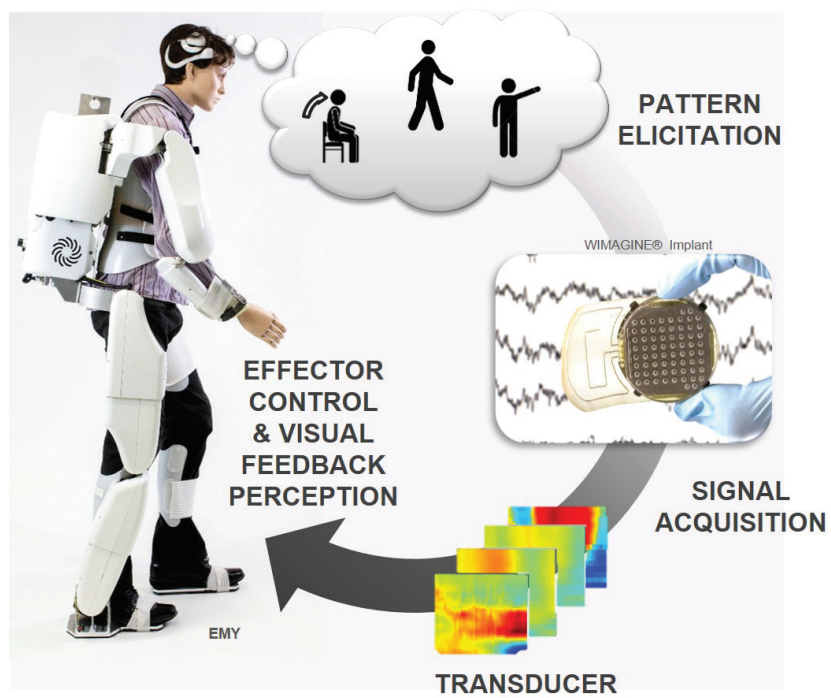 PATTERN
ELICITATION
WIMAGINE® Implant
EFFECTOR
CONTROL
& VISUAL
FEEDBACK
PERCEPTION
SIGNAL
ACQUISITION
EMY
TRANSDUCER